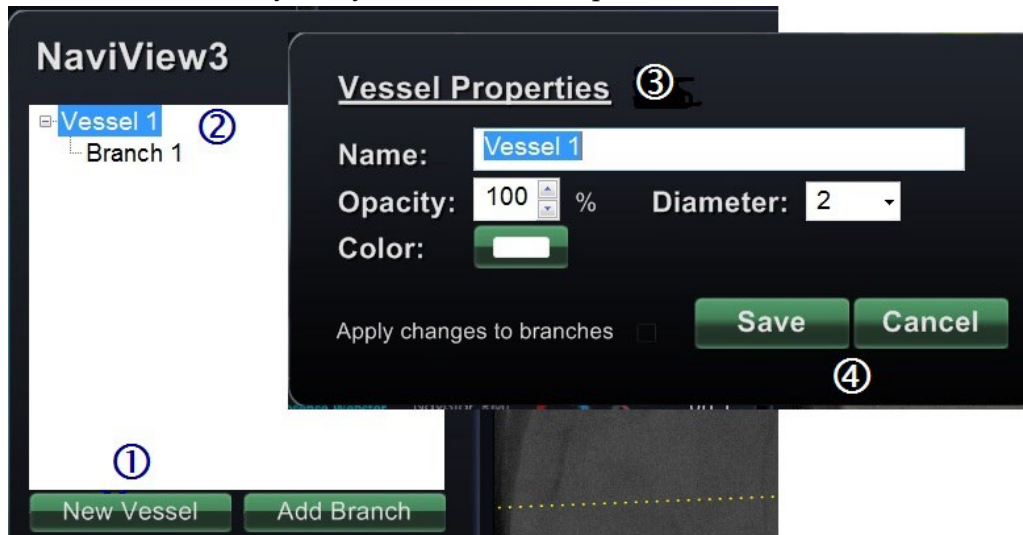 NaviView3
Vessel 1 ②
Branch 1
①
New Vessel Add Branch
Vessel Properties ③
Name: Vessel 1
Opacity: 100 % Diameter: 2
Color:
Apply changes to branches Save Cancel
④